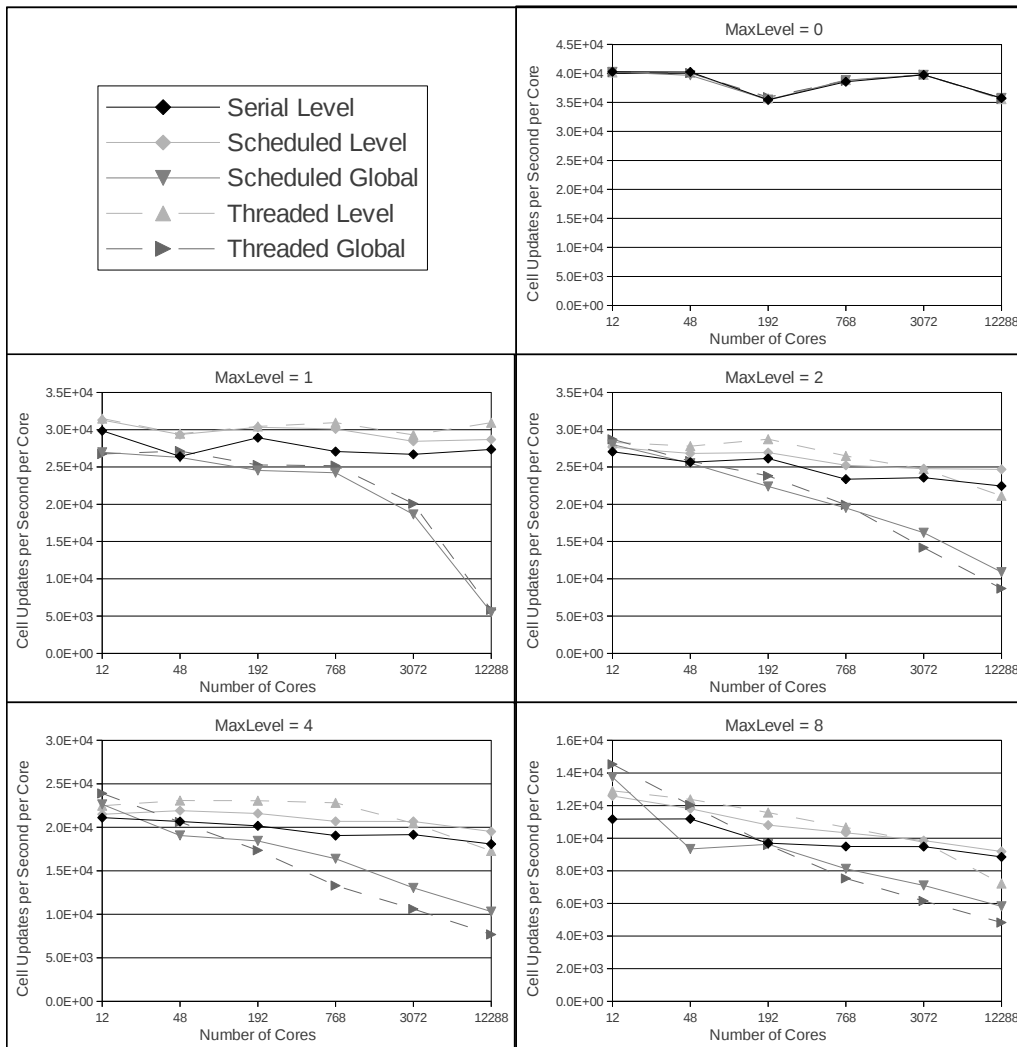 Serial Level
Scheduled Level
Scheduled Global
Threaded Level
Threaded Global
MaxLevel = 0
Cell Updates per Second per Core
4.5E+04
4.0E+04
3.5E+04
3.0E+04
2.5E+04
2.0E+04
1.5E+04
1.0E+04
5.0E+03
0.0E+00
12 48 192 768 3072 12288
Number of Cores
MaxLevel = 1
Cell Updates per Second per Core
3.5E+04
3.0E+04
2.5E+04
2.0E+04
1.5E+04
1.0E+04
5.0E+03
0.0E+00
12 48 192 768 3072 12288
Number of Cores
MaxLevel = 2
Cell Updates per Second per Core
3.5E+04
3.0E+04
2.5E+04
2.0E+04
1.5E+04
1.0E+04
5.0E+03
0.0E+00
12 48 192 768 3072 12288
Number of Cores
MaxLevel = 4
Cell Updates per Second per Core
3.0E+04
2.5E+04
2.0E+04
1.5E+04
1.0E+04
5.0E+03
0.0E+00
12 48 192 768 3072 12288
Number of Cores
MaxLevel = 8
Cell Updates per Second per Core
1.6E+04
1.4E+04
1.2E+04
1.0E+04
8.0E+03
6.0E+03
4.0E+03
2.0E+03
0.0E+00
12 48 192 768 3072 12288
Number of Cores